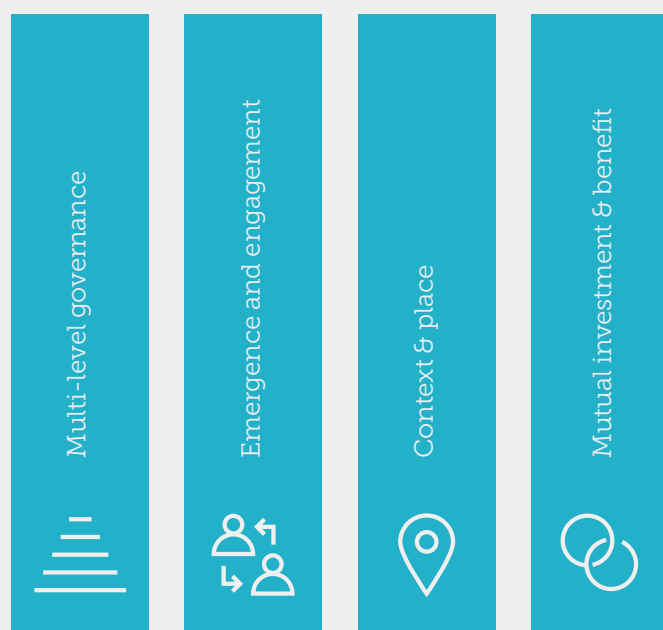 Multi-level governance
Emergence and engagement
Context & place
Mutual investment & benefit